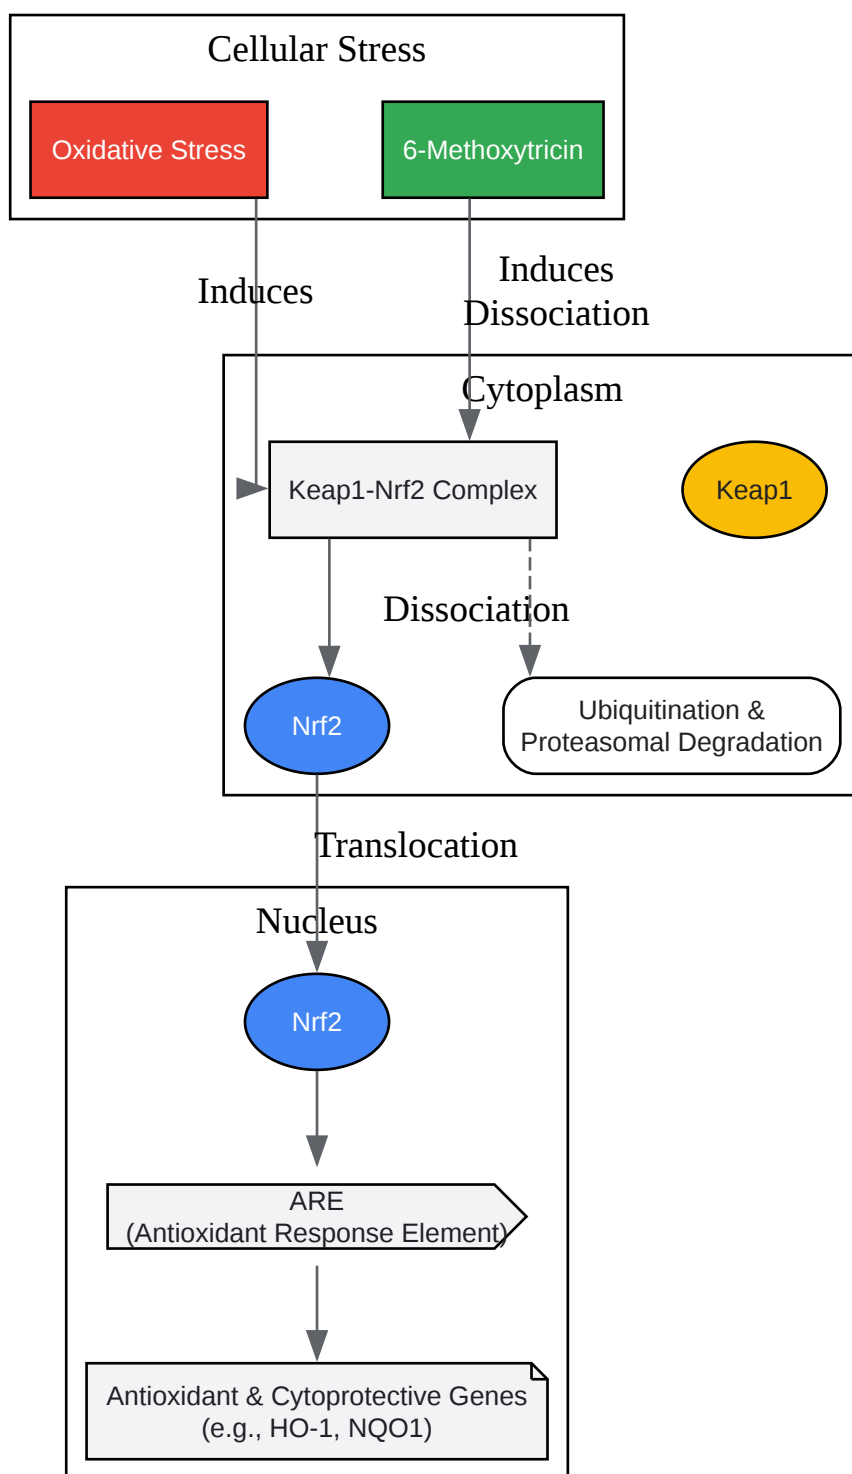 Cellular Stress
Oxidative Stress
6-Methoxytricin
Induces
Induces
Dissociation
Cytoplasm
Keap1-Nrf2 Complex
Keap1
Dissociation
Nrf2
Ubiquitination &
Proteasomal Degradation
Translocation
Nucleus
Nrf2
ARE
(Antioxidant Response Element)
Antioxidant & Cytoprotective Genes
(e.g., HO-1, NQO1)